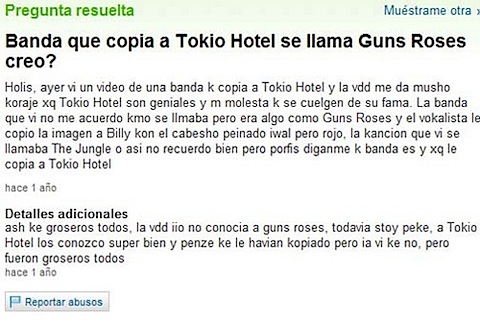 Pregunta resuelta
Muéstrame otra ›
Banda que copia a Tokio Hotel se llama Guns Roses
creo?
Holis, ayer vi un video de una banda k copia a Tokio Hotel y la vdd me da musho
koraje xq Tokio Hotel son geniales y m molesta k se cuelgen de su fama. La banda
que vi no me acuerdo kmo se llmaba pero era algo como Guns Roses y el vokalista le
copio la imagen a Billy kon el cabesho peinado iwal pero rojo, la kancion que vi se
llamaba The Jungle o asi no recuerdo bien pero porfis diganme k banda es y xq le
copia a Tokio Hotel
hace 1 año
Detalles adicionales
ash ke groseros todos, la vdd iio no conocia a guns roses, todavia stoy peke, a Tokio
Hotel los conozco super bien y penze ke le havian kopiado pero ia vi ke no, pero
fueron groseros todos
hace 1 año
Reportar abusos